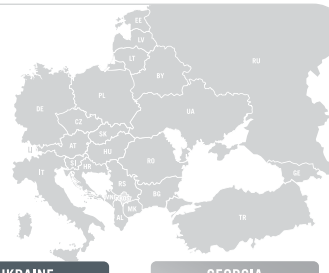 EE
LV
LT
RU
BY
PL
DE
UA
CZ
SK
AT
HU
SI
HR
RO
IT
RS
BG
GE
MK
AL
TR
UKRAINE
GEORGIA